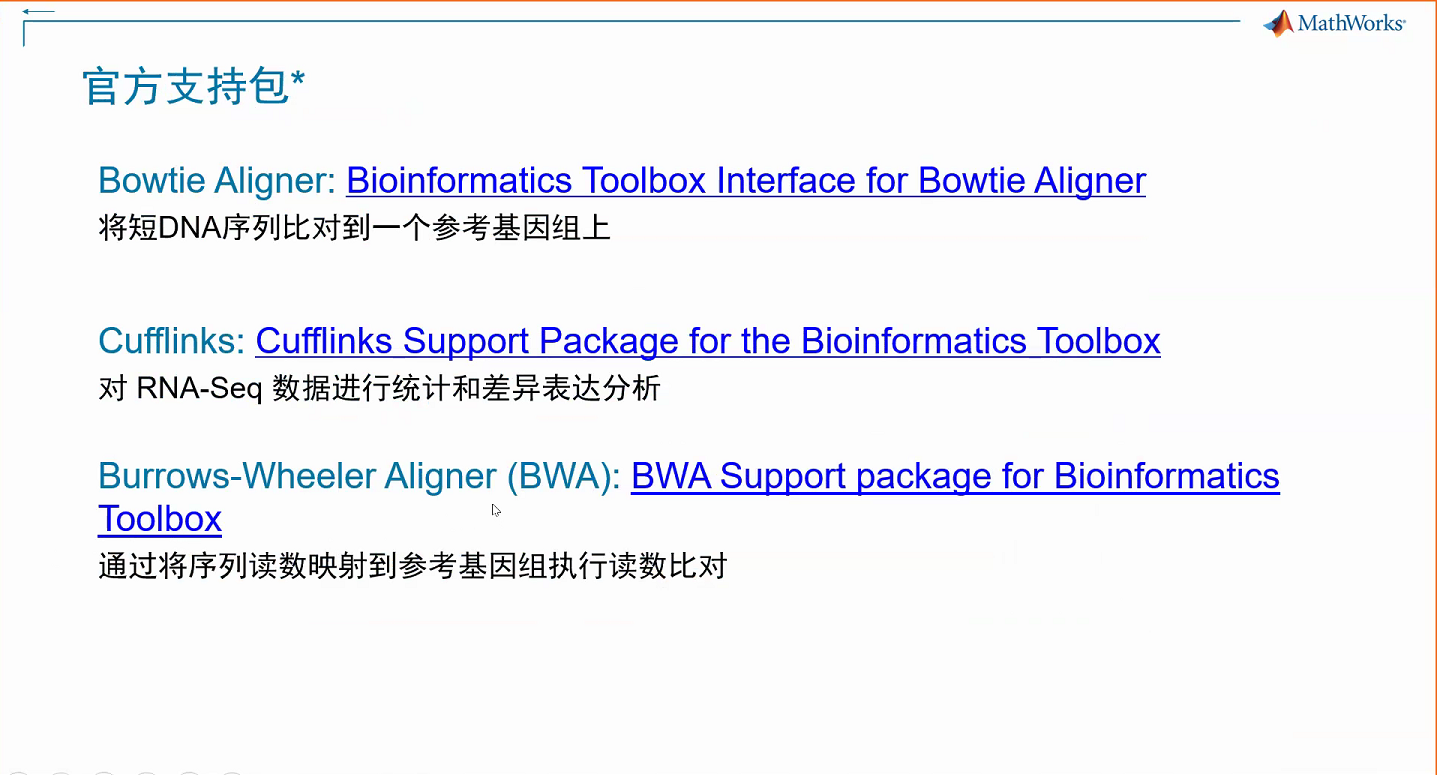 MathWorks®
官方支持包*
Bowtie Aligner: Bioinformatics Toolbox Interface for Bowtie Aligner
将短DNA序列比对到一个参考基因组上
Cufflinks: Cufflinks Support Package for the Bioinformatics Toolbox
对 RNA-Seq 数据进行统计和差异表达分析
Burrows-Wheeler Aligner (BWA): BWA Support package for Bioinformatics
Toolbox
通过将序列读数映射到参考基因组执行读数比对